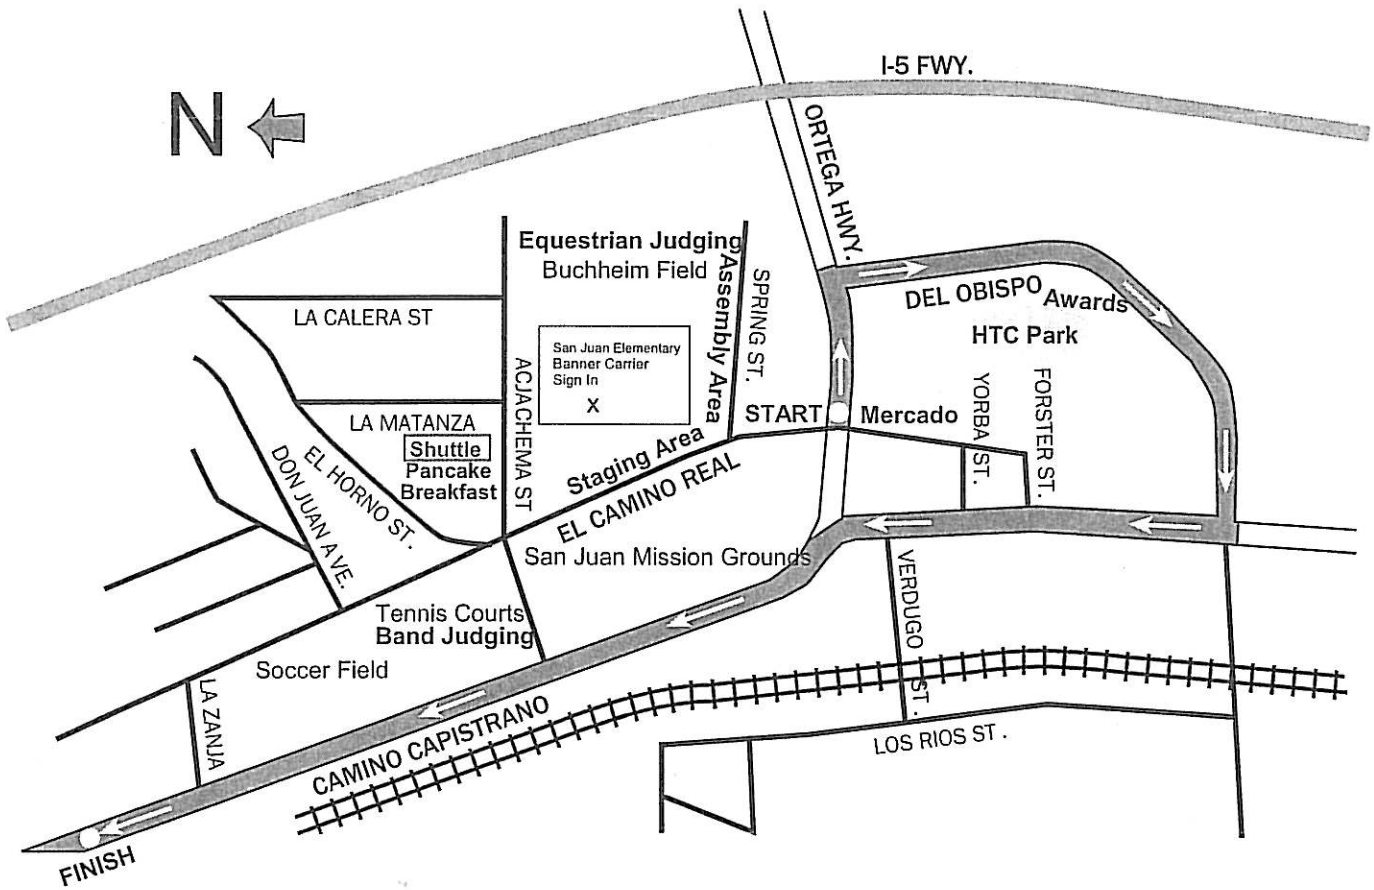 I-5 FWY.
N
ORTEGA HWY.
Equestrian Judging
Buchheim Field
Assembly Area
SPRING ST.
DEL OBISPO
Awards
HTC Park
LA CALERA ST
San Juan Elementary
Banner Carrier
Sign In
X
ACJACHEMA ST
START
Mercado
YORBA ST.
FORSTER ST.
LA MATANZA
Shuttle
Pancake
Breakfast
EL HORNO ST.
DON JUAN AVE.
Staging Area
EL CAMINO REAL
San Juan Mission Grounds
VERDUGO ST.
Tennis Courts
Band Judging
Soccer Field
LA ZANJA
CAMINO CAPISTRANO
LOS RIOS ST.
FINISH